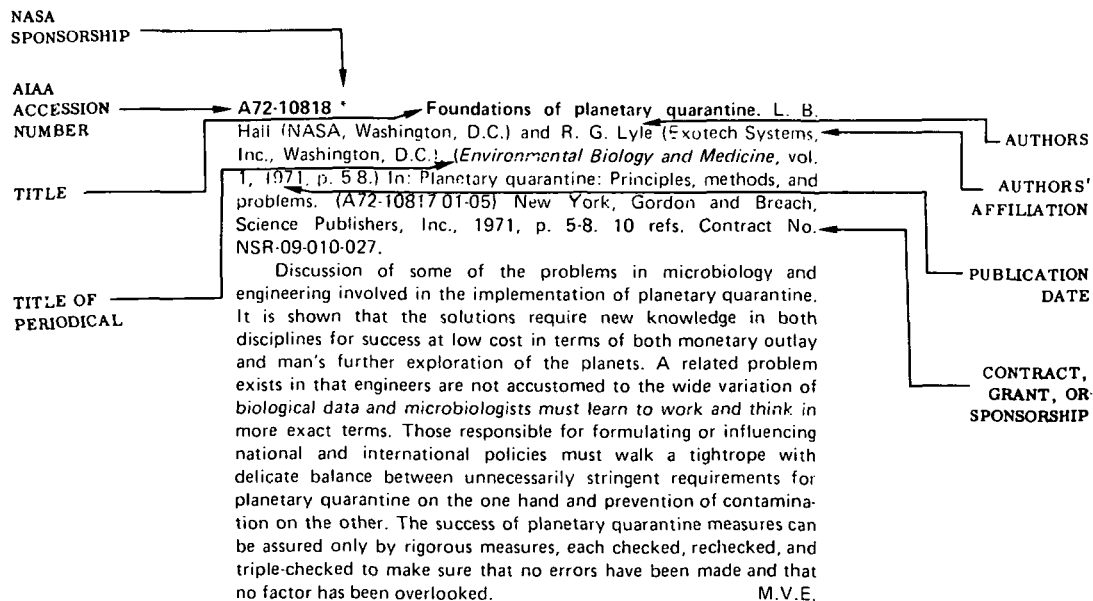 NASA
SPONSORSHIP
AIAA
ACCESSION
NUMBER
TITLE
TITLE OF
PERIODICAL
A72-10818 * Foundations of planetary quarantine. L. B.
Hall (NASA, Washington, D.C.) and R. G. Lyle (Exotech Systems,
Inc., Washington, D.C.). (Environmental Biology and Medicine, vol.
1, 1971, p. 5-8.) In: Planetary quarantine: Principles, methods, and
problems. (A72-10817 01-05) New York, Gordon and Breach,
Science Publishers, Inc., 1971, p. 5-8. 10 refs. Contract No.
NSR-09-010-027.
Discussion of some of the problems in microbiology and
engineering involved in the implementation of planetary quarantine.
It is shown that the solutions require new knowledge in both
disciplines for success at low cost in terms of both monetary outlay
and man's further exploration of the planets. A related problem
exists in that engineers are not accustomed to the wide variation of
biological data and microbiologists must learn to work and think in
more exact terms. Those responsible for formulating or influencing
national and international policies must walk a tightrope with
delicate balance between unnecessarily stringent requirements for
planetary quarantine on the one hand and prevention of contamina-
tion on the other. The success of planetary quarantine measures can
be assured only by rigorous measures, each checked, rechecked, and
triple-checked to make sure that no errors have been made and that
no factor has been overlooked. M.V.E.
AUTHORS
AUTHORS'
AFFILIATION
PUBLICATION
DATE
CONTRACT,
GRANT, OR
SPONSORSHIP